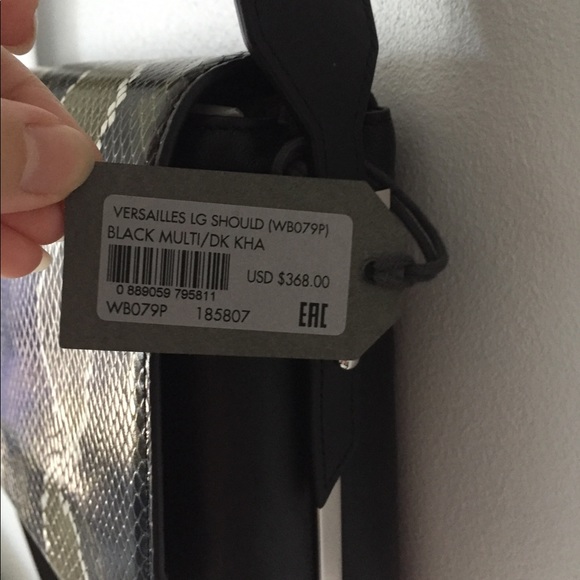 VERSAILLES LG SHOULD (WB079P)
BLACK MULTI/DK KHA
USD $368.00
0 889059 795811
WB079P 185807 EAC